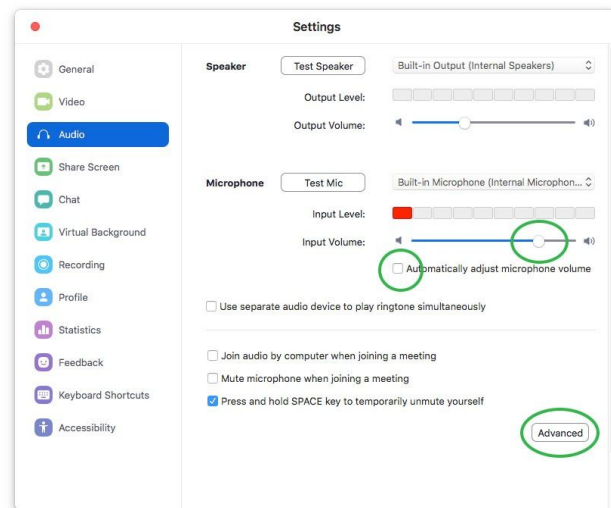 Settings
General
Video
Audio
Share Screen
Chat
Virtual Background
Recording
Profile
Statistics
Feedback
Keyboard Shortcuts
Accessibility
Speaker Test Speaker Built-in Output (Internal Speakers)
Output Level:
Output Volume:
Microphone Test Mic Built-in Microphone (Internal Microphon...
Input Level:
Input Volume:
Automatically adjust microphone volume
Use separate audio device to play ringtone simultaneously
Join audio by computer when joining a meeting
Mute microphone when joining a meeting
Press and hold SPACE key to temporarily unmute yourself
Advanced